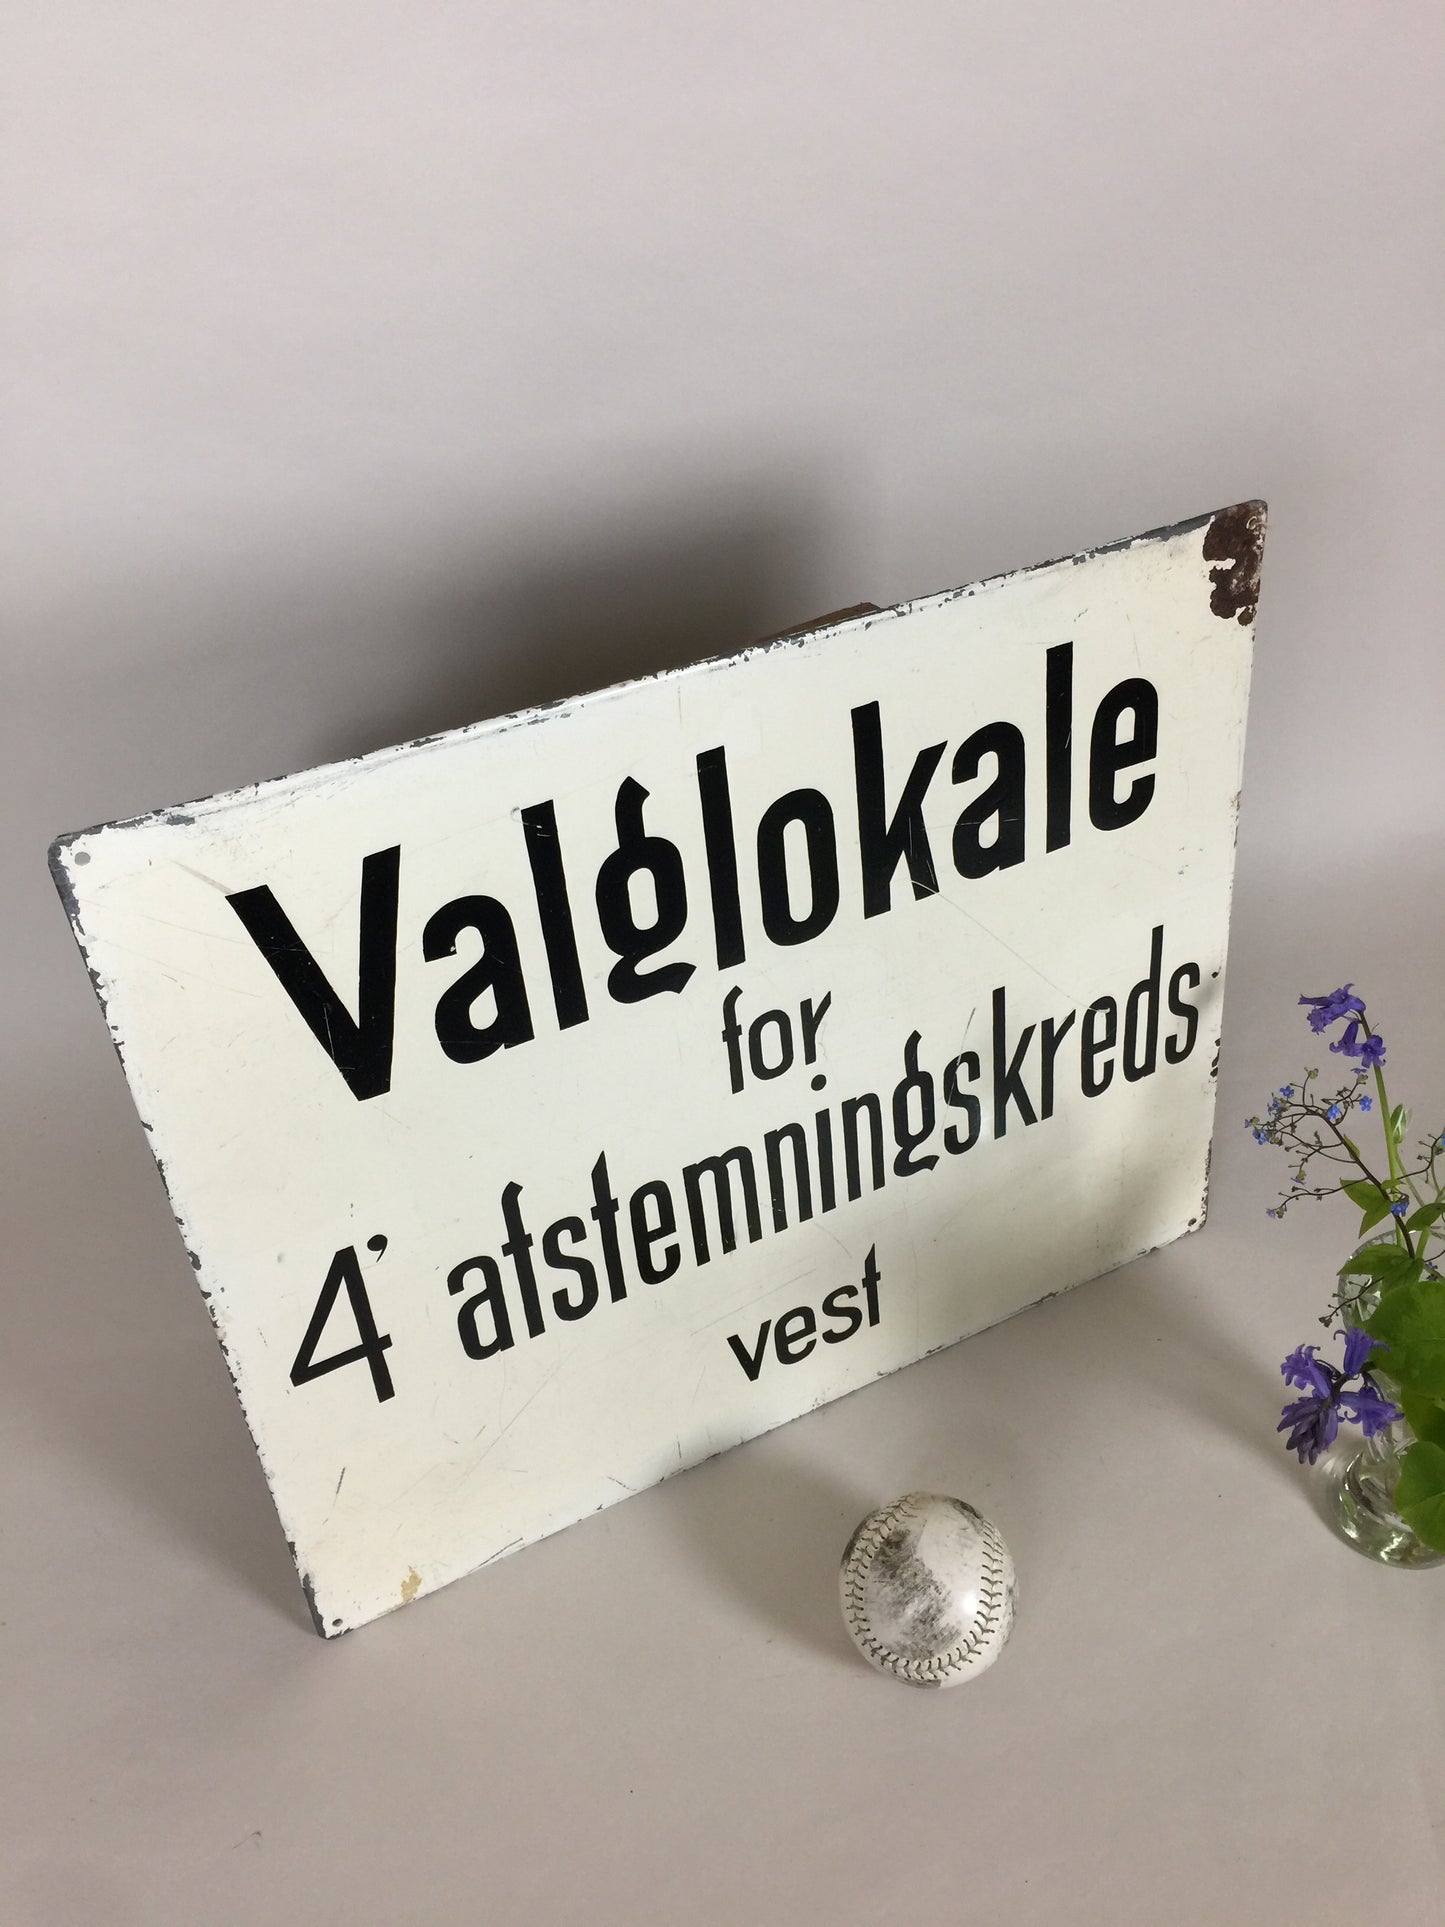 Valglokale
for
4' afstemningskreds
vest